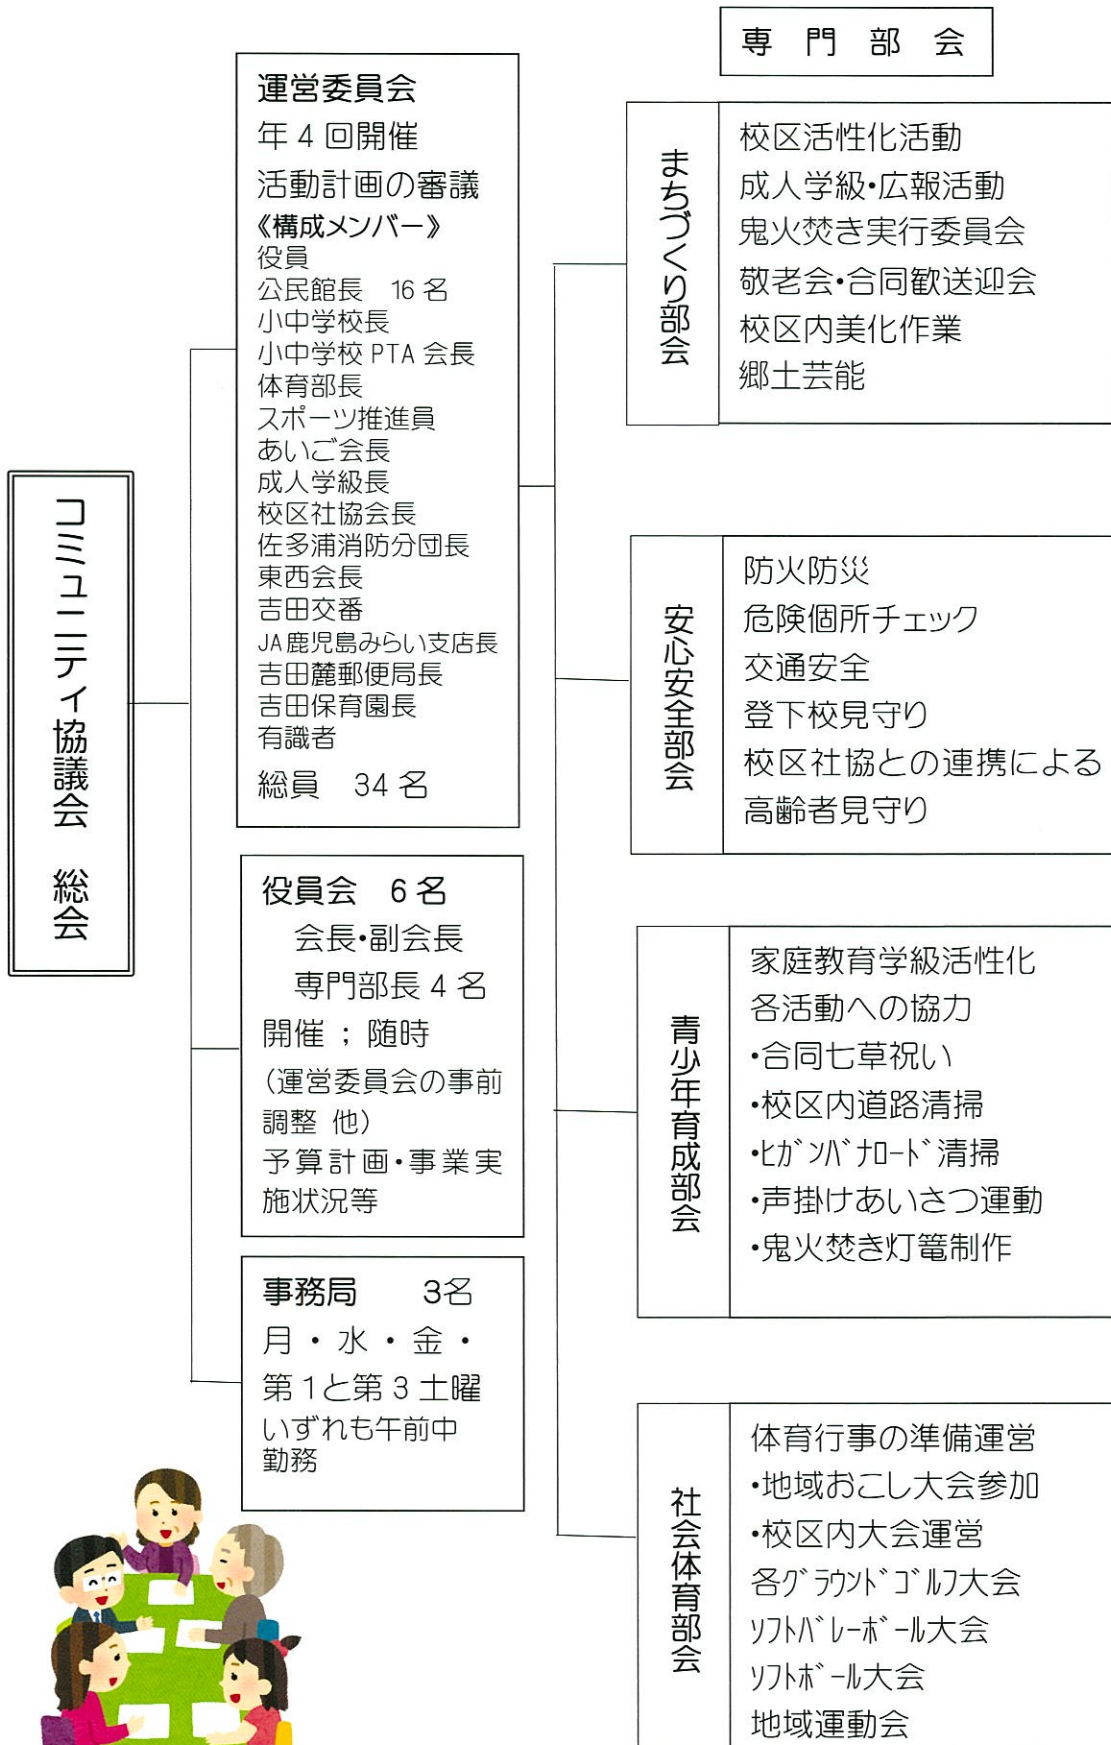 コミュニティ協議会 総会
運営委員会
年4回開催
活動計画の審議
《構成メンバー》
役員
公民館長 16名
小中学校長
小中学校PTA会長
体育部長
スポーツ推進員
あいご会長
成人学級長
校区社協会長
佐多浦消防分団長
東西会長
吉田交番
JA鹿児島みらい支店長
吉田麓郵便局長
吉田保育園長
有識者
総員 34名
役員会 6名
会長・副会長
専門部長4名
開催；随時
（運営委員会の事前
調整 他）
予算計画・事業実
施状況等
事務局 3名
月・水・金・
第1と第3土曜
いずれも午前中
勤務
専門部会
まちづくり部会
校区活性化活動
成人学級・広報活動
鬼火焚き実行委員会
敬老会・合同歓送迎会
校区内美化作業
郷土芸能
安心安全部会
防火防災
危険個所チェック
交通安全
登下校見守り
校区社協との連携による
高齢者見守り
青少年育成部会
家庭教育学級活性化
各活動への協力
・合同七草祝い
・校区内道路清掃
・ﾋｶﾞﾝﾊﾞﾅﾛｰﾄﾞ清掃
・声掛けあいさつ運動
・鬼火焚き灯篭制作
社会体育部会
体育行事の準備運営
・地域おこし大会参加
・校区内大会運営
各ｸﾞﾗｳﾝﾄﾞｺﾞﾙﾌ大会
ｿﾌﾄﾊﾞﾚｰﾎﾞｰﾙ大会
ｿﾌﾄﾎﾞｰﾙ大会
地域運動会